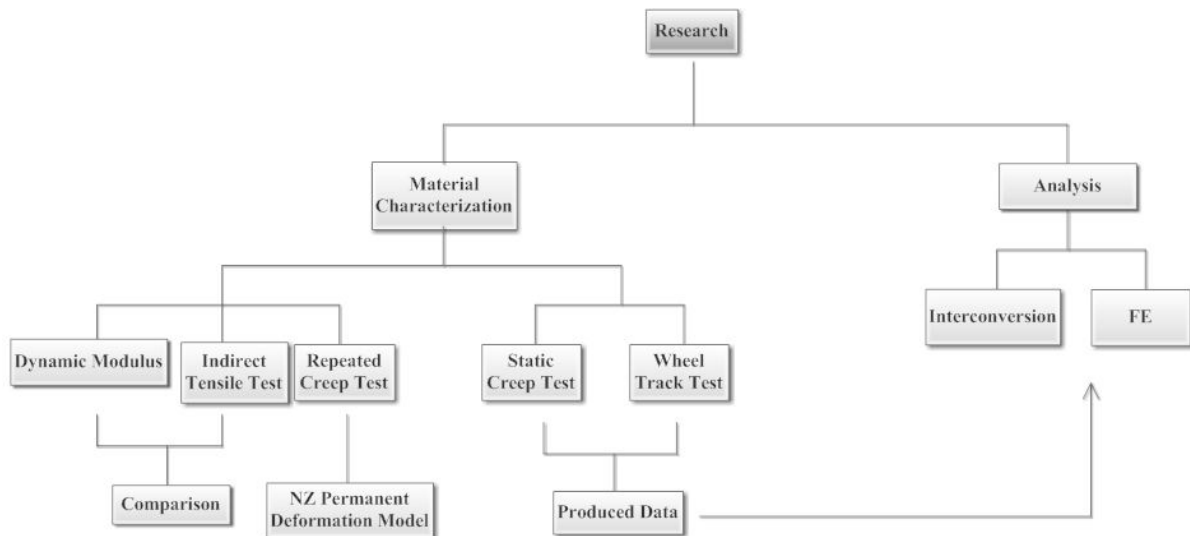 Research
Material
Characterization
Analysis
Interconversion
FE
Dynamic Modulus
Indirect
Tensile Test
Repeated
Creep Test
Static
Creep Test
Wheel
Track Test
Comparison
NZ Permanent
Deformation Model
Produced Data